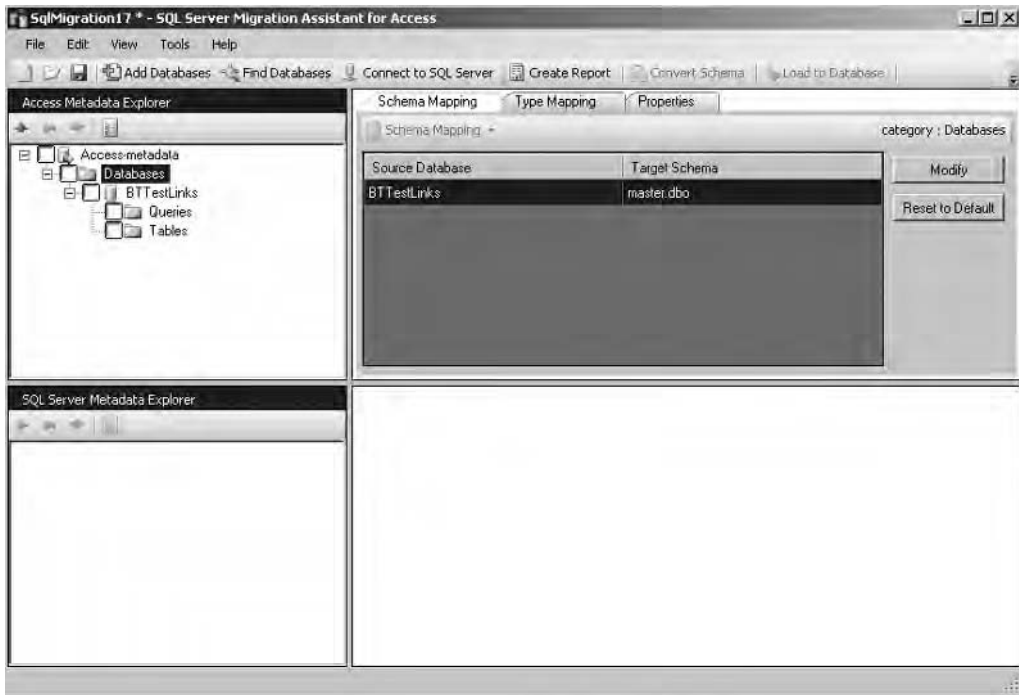 SqlMigration17 * - SQL Server Migration Assistant for Access
File Edit View Tools Help
Add Databases Find Databases Connect to SQL Server Create Report Convert Schema Load to Database
Access Metadata Explorer
Access-metadata
Databases
BTTestLinks
Queries
Tables
Schema Mapping Type Mapping Properties
Schema Mapping category : Databases
Source Database Target Schema
BTTestLinks master.dbo
Modify
Reset to Default
SQL Server Metadata Explorer